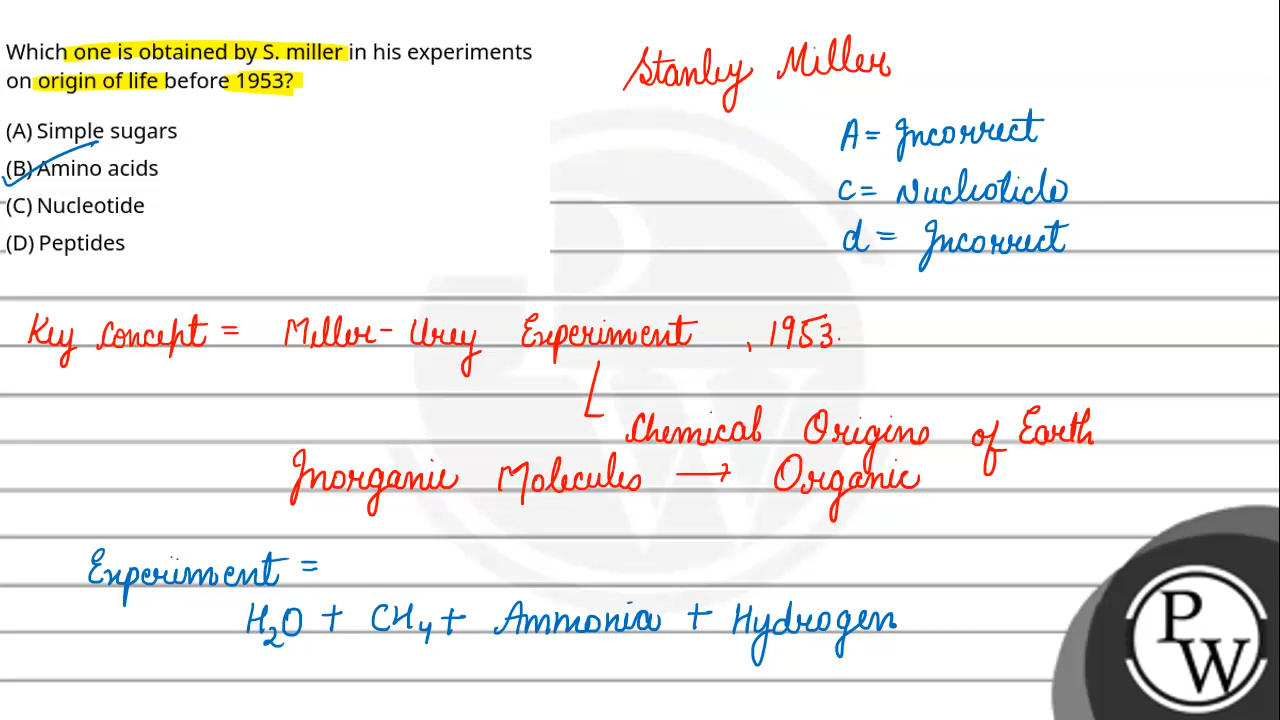 Which one is obtained by S. miller in his experiments
on origin of life before 1953?
(A) Simple sugars
(B) Amino acids
(C) Nucleotide
(D) Peptides
Stanley Miller
A = Incorrect
C = Nucleotide
d = Incorrect
Key Concept = Miller-Urey Experiment , 1953.
Chemical Origins of Earth
Inorganic Molecules → Organic
Experiment =
H₂O + CH₄ + Ammonia + Hydrogen
P
W
P
W